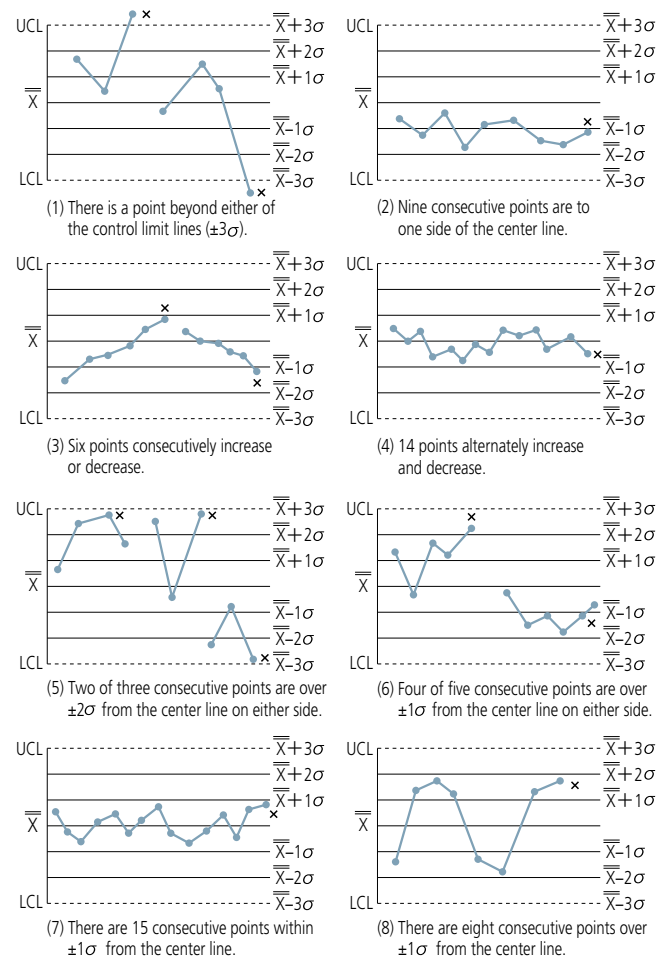 UCL X̿+3σ
X̿+2σ
X̿+1σ
X̿
X̿–1σ
X̿–2σ
LCL X̿–3σ
(1) There is a point beyond either of
the control limit lines (±3σ).
UCL X̿+3σ
X̿+2σ
X̿+1σ
X̿
X̿–1σ
X̿–2σ
LCL X̿–3σ
(2) Nine consecutive points are to
one side of the center line.
UCL X̿+3σ
X̿+2σ
X̿+1σ
X̿
X̿–1σ
X̿–2σ
LCL X̿–3σ
(3) Six points consecutively increase
or decrease.
UCL X̿+3σ
X̿+2σ
X̿+1σ
X̿
X̿–1σ
X̿–2σ
LCL X̿–3σ
(4) 14 points alternately increase
and decrease.
UCL X̿+3σ
X̿+2σ
X̿+1σ
X̿
X̿–1σ
X̿–2σ
LCL X̿–3σ
(5) Two of three consecutive points are over
±2σ from the center line on either side.
UCL X̿+3σ
X̿+2σ
X̿+1σ
X̿
X̿–1σ
X̿–2σ
LCL X̿–3σ
(6) Four of five consecutive points are over
±1σ from the center line on either side.
UCL X̿+3σ
X̿+2σ
X̿+1σ
X̿
X̿–1σ
X̿–2σ
LCL X̿–3σ
(7) There are 15 consecutive points within
±1σ from the center line.
UCL X̿+3σ
X̿+2σ
X̿+1σ
X̿
X̿–1σ
X̿–2σ
LCL X̿–3σ
(8) There are eight consecutive points over
±1σ from the center line.